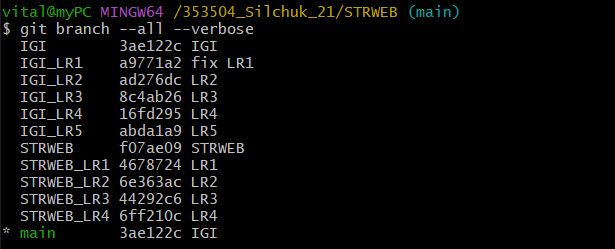 vital@myPC MINGW64 /353504_Silchuk_21/STRWEB (main)
$ git branch --all --verbose
  IGI        3ae122c IGI
  IGI_LR1    a9771a2 fix LR1
  IGI_LR2    ad276dc LR2
  IGI_LR3    8c4ab26 LR3
  IGI_LR4    16fd295 LR4
  IGI_LR5    abda1a9 LR5
  STRWEB     f07ae09 STRWEB
  STRWEB_LR1 4678724 LR1
  STRWEB_LR2 6e363ac LR2
  STRWEB_LR3 44292c6 LR3
  STRWEB_LR4 6ff210c LR4
* main       3ae122c IGI